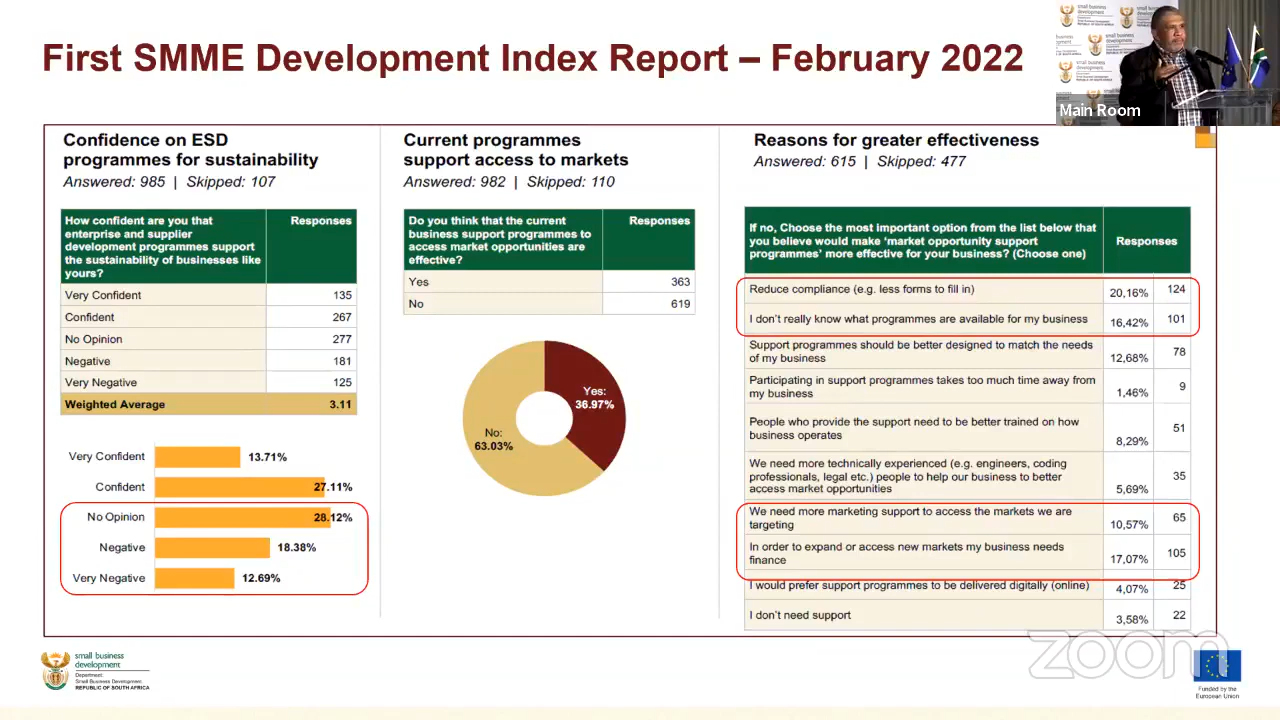 First SMME Development Index Report – February 2022
small business
development
Main Room
Confidence on ESD
programmes for sustainability
Answered: 985 | Skipped: 107
How confident are you that
enterprise and supplier
development programmes support
the sustainability of businesses like
yours?
Responses
Very Confident 135
Confident 267
No Opinion 277
Negative 181
Very Negative 125
Weighted Average 3.11
Very Confident 13.71%
Confident 27.11%
No Opinion 28.12%
Negative 18.38%
Very Negative 12.69%
Current programmes
support access to markets
Answered: 982 | Skipped: 110
Do you think that the current
business support programmes to
access market opportunities are
effective?
Responses
Yes 363
No 619
Yes:
36.97%
No:
63.03%
Reasons for greater effectiveness
Answered: 615 | Skipped: 477
If no, Choose the most important option from the list below that
you believe would make ‘market opportunity support
programmes’ more effective for your business? (Choose one)
Responses
Reduce compliance (e.g. less forms to fill in) 20,16% 124
I don’t really know what programmes are available for my business 16,42% 101
Support programmes should be better designed to match the needs
of my business 12,68% 78
Participating in support programmes takes too much time away from
my business 1,46% 9
People who provide the support need to be better trained on how
business operates 8,29% 51
We need more technically experienced (e.g. engineers, coding
professionals, legal etc.) people to help our business to better
access market opportunities 5,69% 35
We need more marketing support to access the markets we are
targeting 10,57% 65
In order to expand or access new markets my business needs
finance 17,07% 105
I would prefer support programmes to be delivered digitally (online) 4,07% 25
I don’t need support 3,58% 22
small business
development
Department:
Small Business Development
REPUBLIC OF SOUTH AFRICA
zoom
Funded by the
European Union